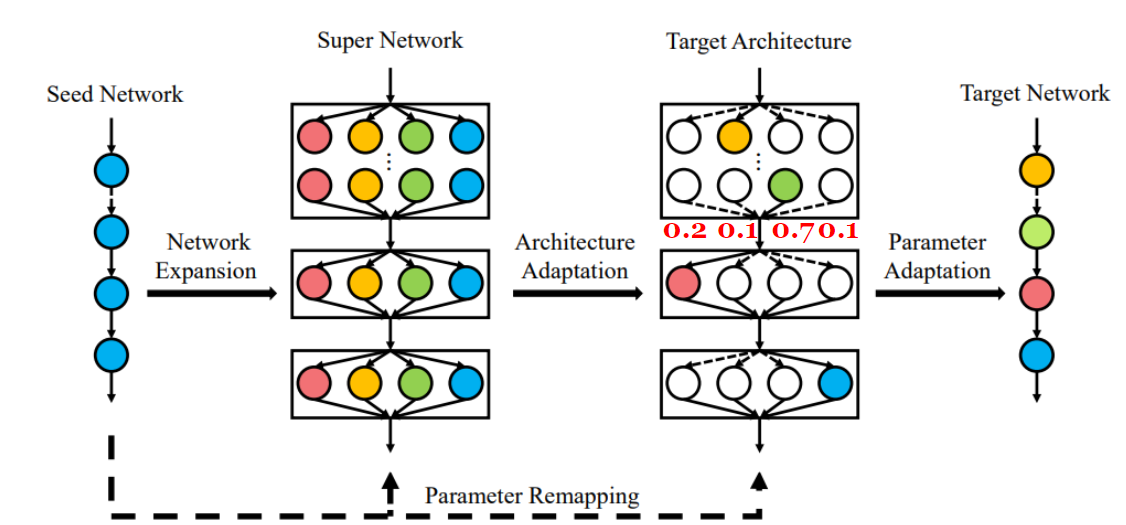 Super Network
Target Architecture
Seed Network
Target Network
0.2 0.1 0.7 0.1
Network
Expansion
Architecture
Adaptation
Parameter
Adaptation
Parameter Remapping